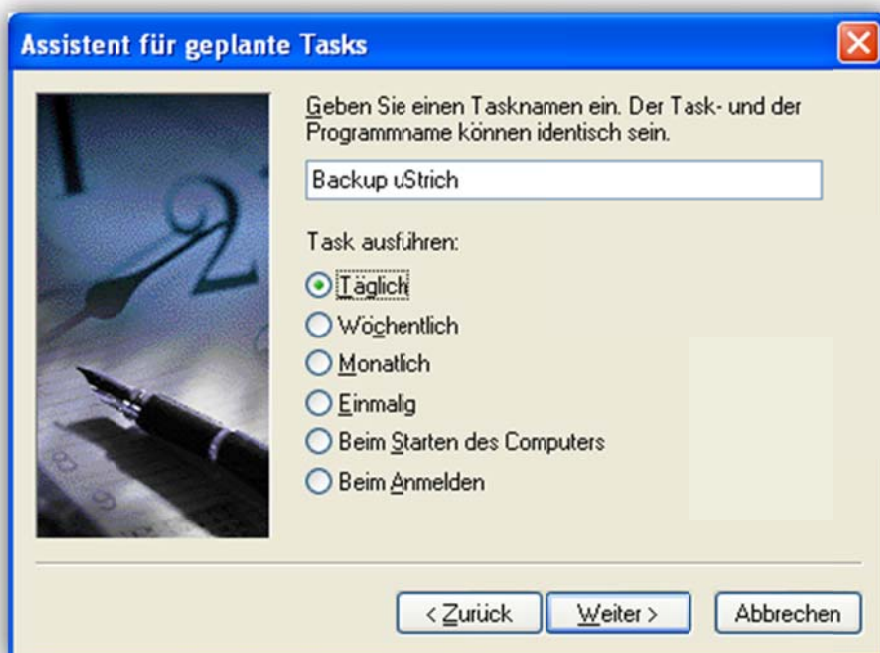 Assistent für geplante Tasks
Geben Sie einen Tasknamen ein. Der Task- und der
Programmname können identisch sein.
Backup uStrich
Task ausführen:
Täglich
Wöchentlich
Monatlich
Einmalg
Beim Starten des Computers
Beim Anmelden
< Zurück
Weiter >
Abbrechen